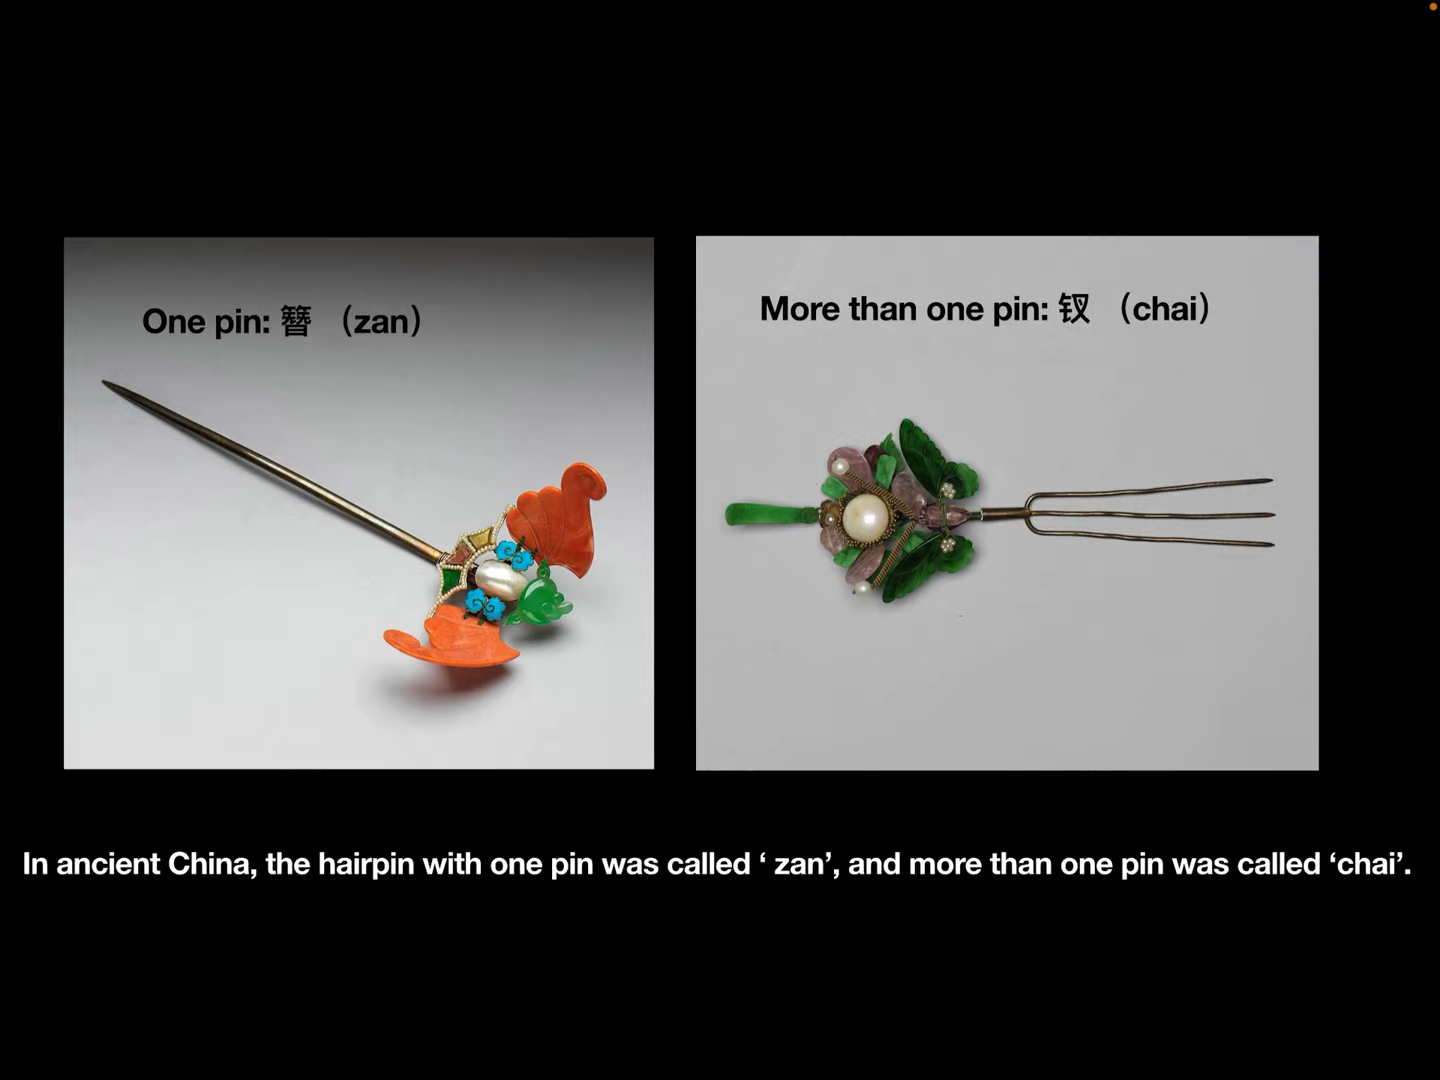 One pin: 簪 （zan）
More than one pin: 钗 （chai）
In ancient China, the hairpin with one pin was called ‘ zan’, and more than one pin was called ‘chai’.